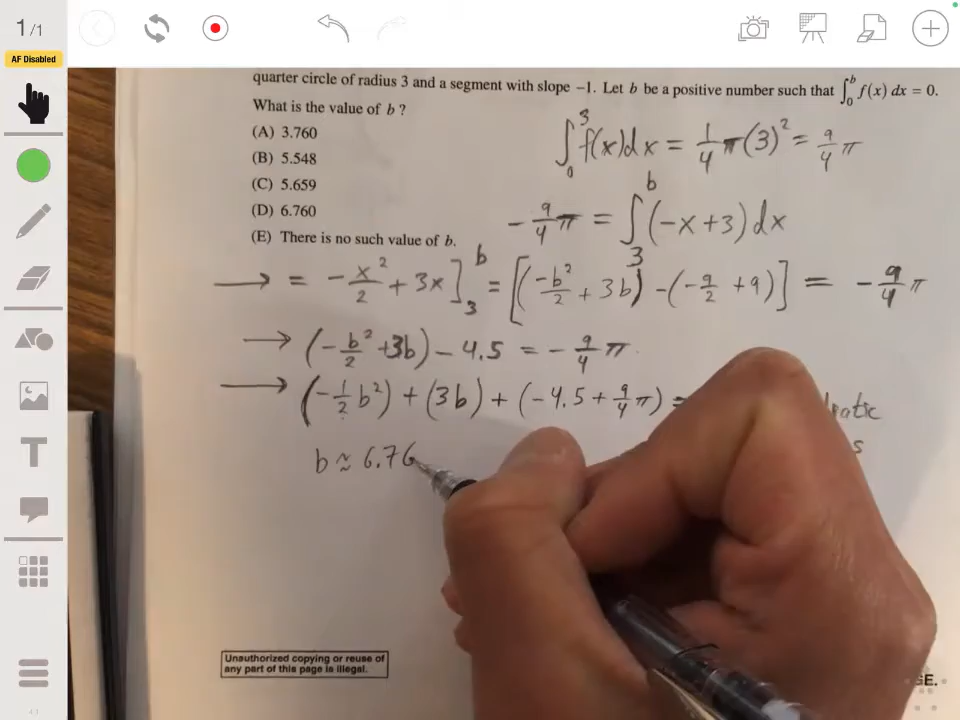 1/1
AF Disabled
quarter circle of radius 3 and a segment with slope −1. Let b be a positive number such that ∫₀ᵇ f(x) dx = 0.
What is the value of b ?
(A) 3.760
(B) 5.548
(C) 5.659
(D) 6.760
(E) There is no such value of b.
∫₀³ f(x)dx = 1/4 π(3)² = 9/4 π
-9/4 π = ∫₃ᵇ (-x+3)dx
→ = -x²/2 + 3x]₃ᵇ = [(-b²/2 + 3b) - (-9/2 + 9)] = -9/4 π
→ (-b²/2 + 3b) - 4.5 = -9/4 π
→ (-1/2 b²) + (3b) + (-4.5 + 9/4 π) =
b ≈ 6.76
T
Unauthorized copying or reuse of
any part of this page is illegal.
GE.